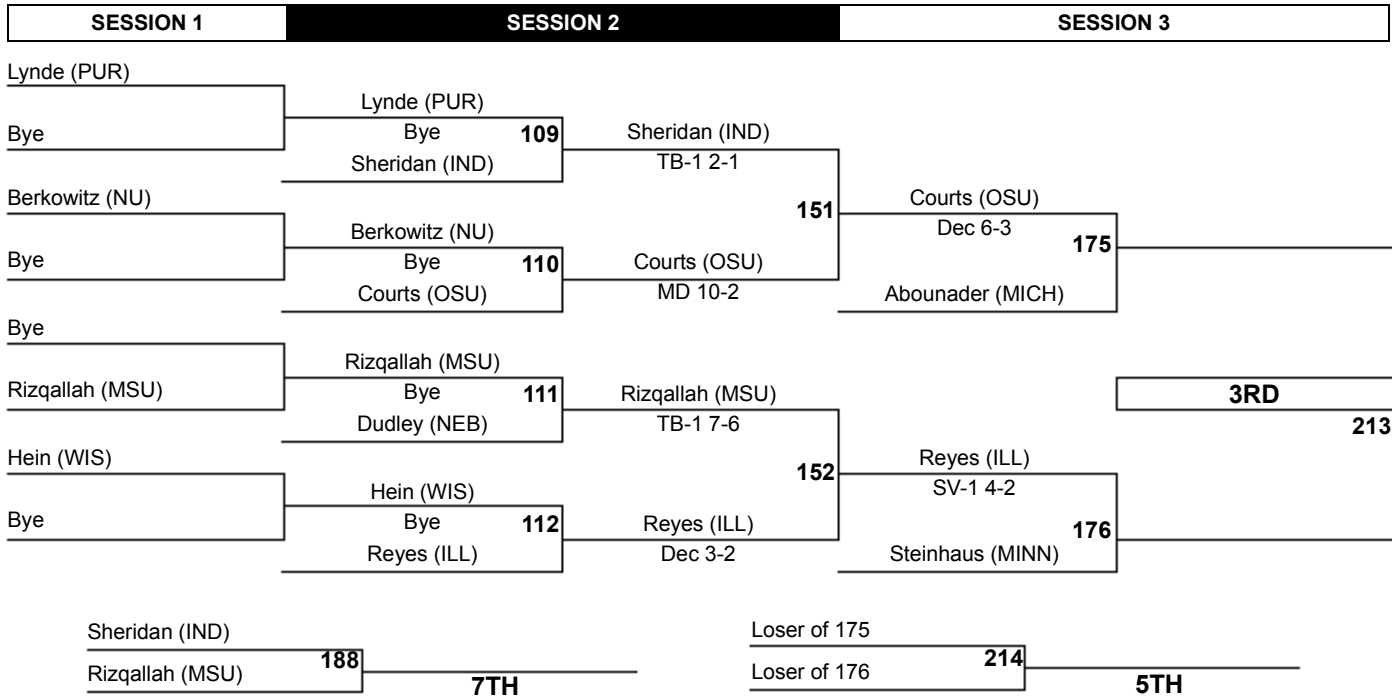 SESSION 1 SESSION 2 SESSION 3
Lynde (PUR)
Lynde (PUR)
Bye
Bye 109
Sheridan (IND)
Sheridan (IND)
TB-1 2-1
Berkowitz (NU)
151
Courts (OSU)
Berkowitz (NU)
Dec 6-3
175
Bye
Bye 110
Courts (OSU)
Courts (OSU)
MD 10-2
Abounader (MICH)
Bye
Rizqallah (MSU)
Rizqallah (MSU)
Bye 111
Rizqallah (MSU)
3RD
Dudley (NEB)
TB-1 7-6
213
Hein (WIS)
152
Reyes (ILL)
Hein (WIS)
SV-1 4-2
Bye
Bye 112
Reyes (ILL)
176
Reyes (ILL)
Dec 3-2
Steinhaus (MINN)
Sheridan (IND)
188
Rizqallah (MSU)
7TH
Loser of 175
214
Loser of 176
5TH